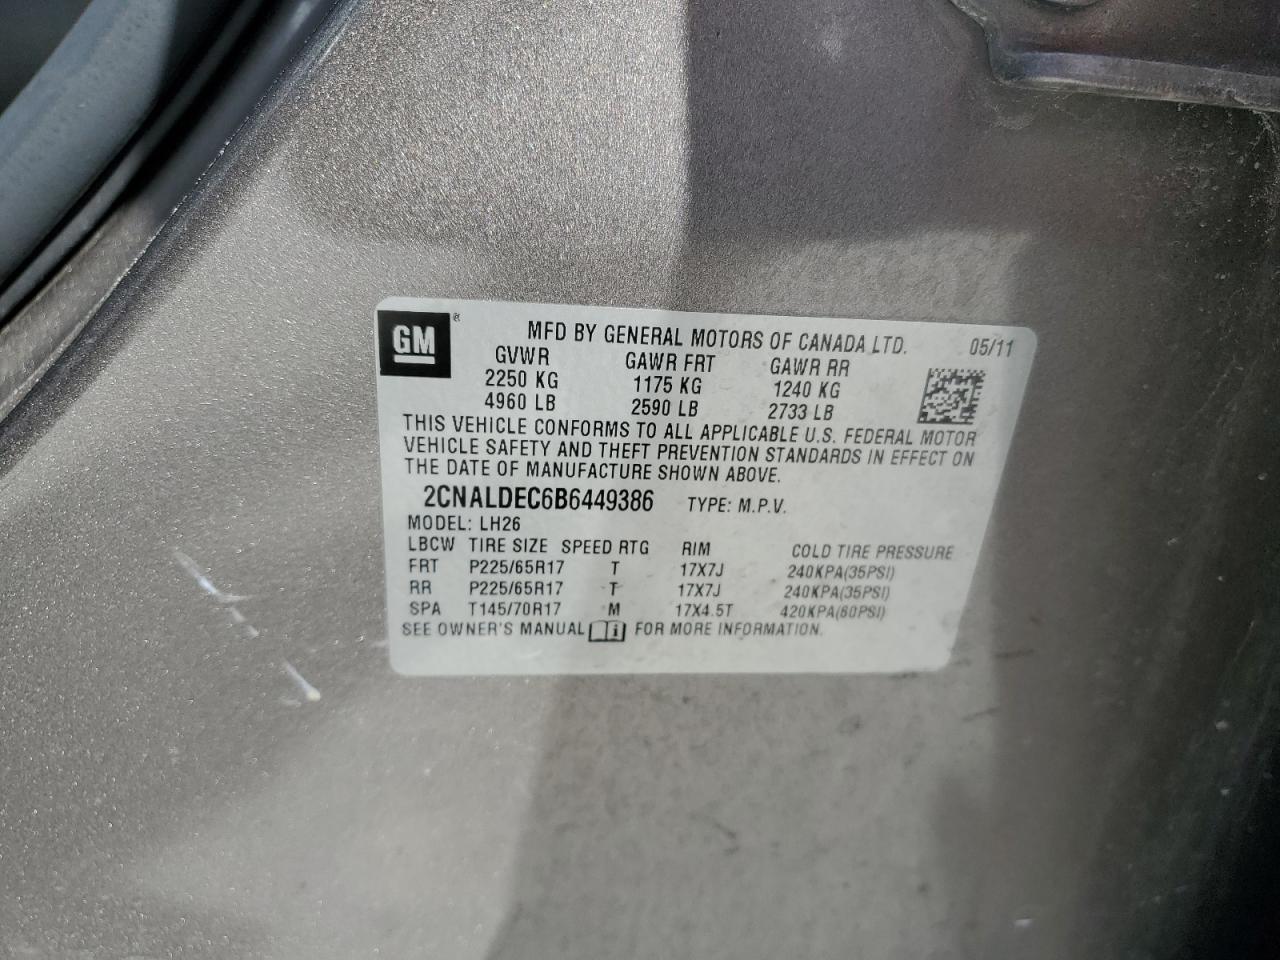 GM ® MFD BY GENERAL MOTORS OF CANADA LTD. 05/11
GVWR GAWR FRT GAWR RR
2250 KG 1175 KG 1240 KG
4960 LB 2590 LB 2733 LB
THIS VEHICLE CONFORMS TO ALL APPLICABLE U.S. FEDERAL MOTOR
VEHICLE SAFETY AND THEFT PREVENTION STANDARDS IN EFFECT ON
THE DATE OF MANUFACTURE SHOWN ABOVE.
2CNALDEC6B6449386 TYPE: M.P.V.
MODEL: LH26
LBCW TIRE SIZE SPEED RTG RIM COLD TIRE PRESSURE
FRT P225/65R17 T 17X7J 240KPA(35PSI)
RR P225/65R17 T 17X7J 240KPA(35PSI)
SPA T145/70R17 M 17X4.5T 420KPA(60PSI)
SEE OWNER'S MANUAL i FOR MORE INFORMATION.